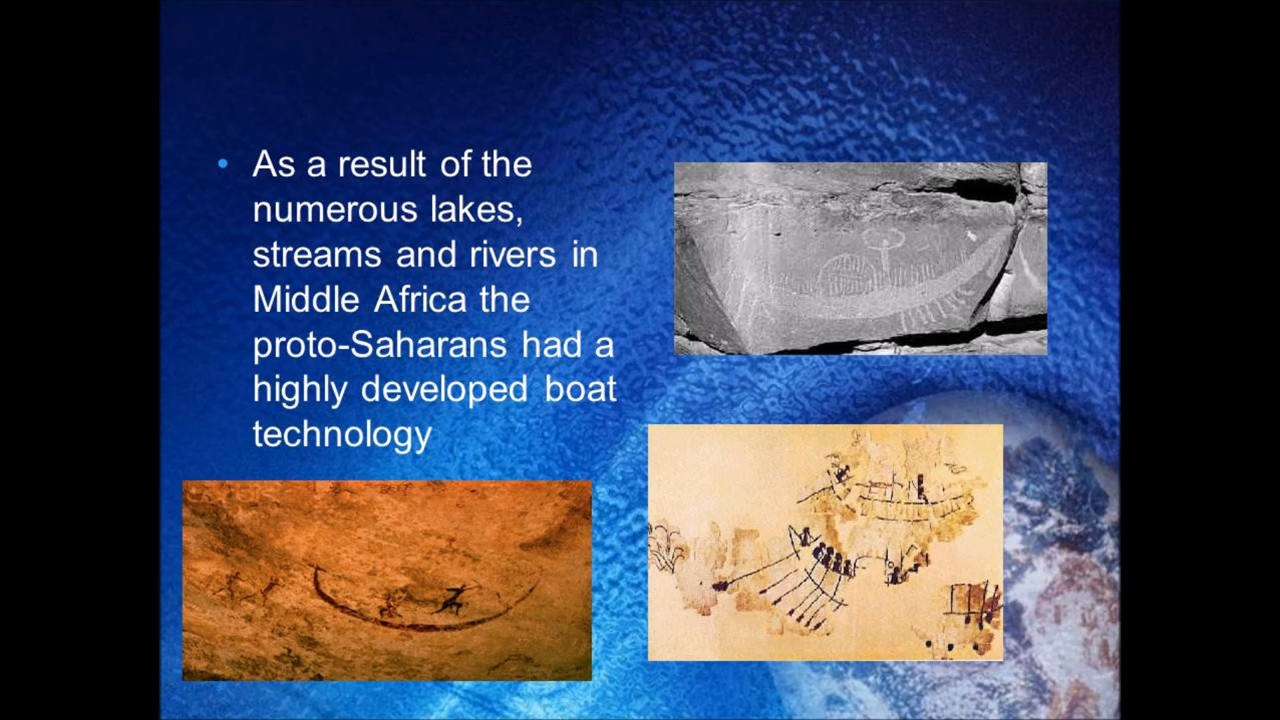 • As a result of the
numerous lakes,
streams and rivers in
Middle Africa the
proto-Saharans had a
highly developed boat
technology